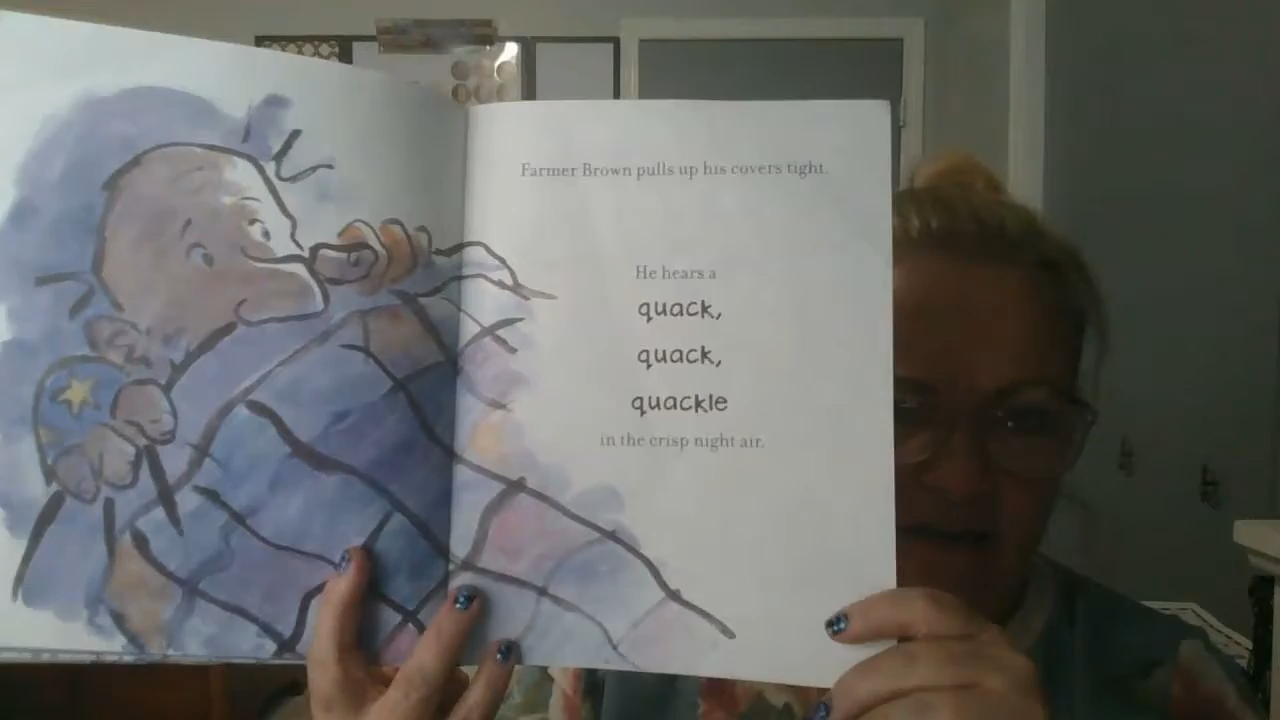 Farmer Brown pulls up his covers tight.
He hears a
quack,
quack,
quackle
in the crisp night air.